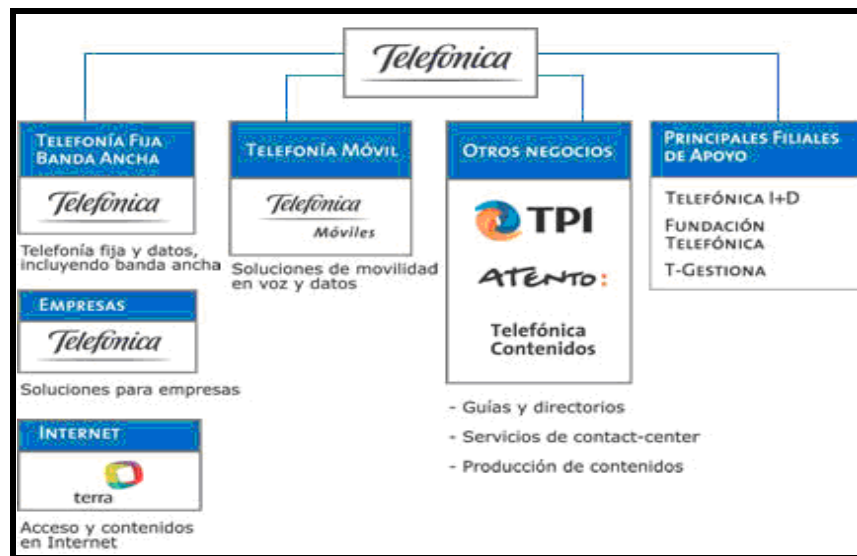 Telefónica
TELEFONÍA FIJA
BANDA ANCHA
Telefónica
Telefonía fija y datos,
incluyendo banda ancha
EMPRESAS
Telefónica
Soluciones para empresas
INTERNET
terra
Acceso y contenidos
en Internet
TELEFONÍA MÓVIL
Telefónica
Móviles
Soluciones de movilidad
en voz y datos
OTROS NEGOCIOS
TPI
ATENTO:
Telefónica
Contenidos
- Guías y directorios
- Servicios de contact-center
- Producción de contenidos
PRINCIPALES FILIALES
DE APOYO
TELEFÓNICA I+D
FUNDACIÓN
TELEFÓNICA
T-GESTIONA